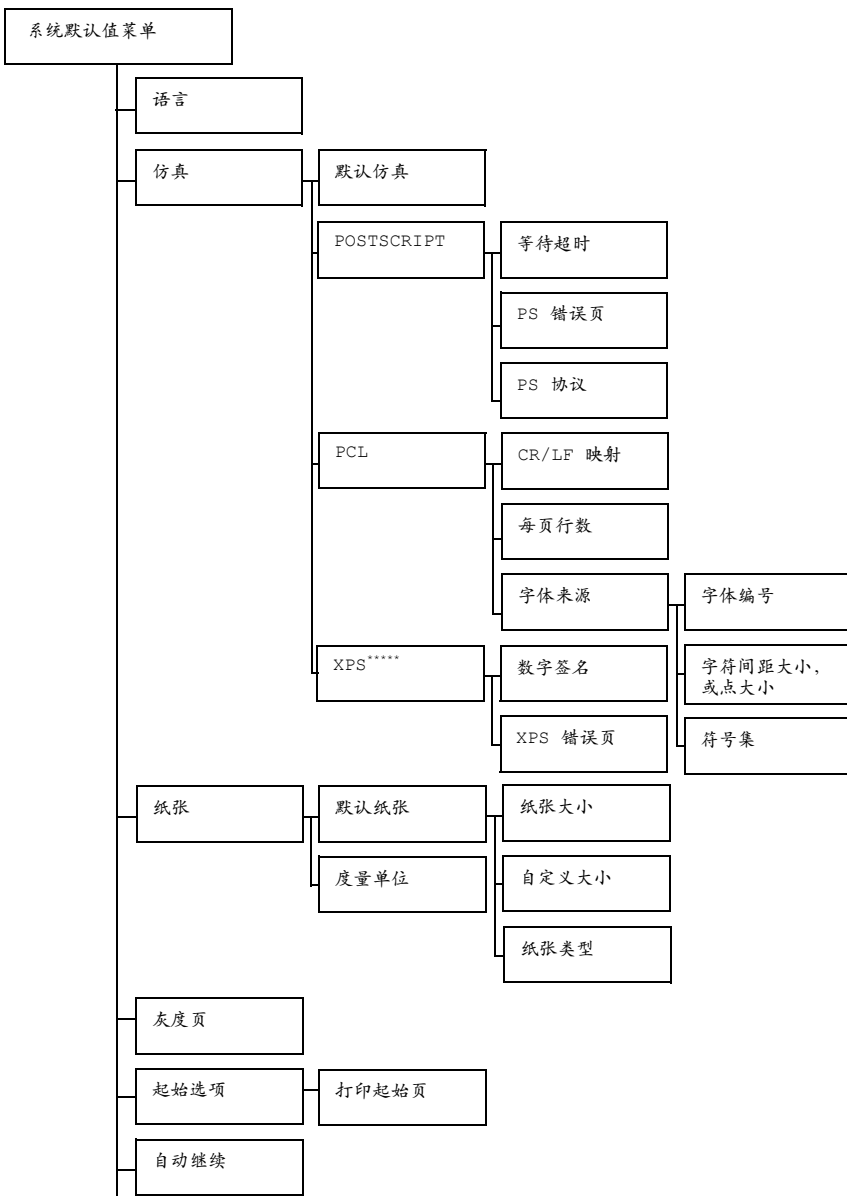 系统默认值菜单
语言
仿真
默认仿真
POSTSCRIPT
等待超时
PS 错误页
PS 协议
PCL
CR/LF 映射
每页行数
字体来源
字体编号
字符间距大小,
或点大小
符号集
XPS*****
数字签名
XPS 错误页
纸张
默认纸张
纸张大小
自定义大小
纸张类型
度量单位
灰度页
起始选项
打印起始页
自动继续